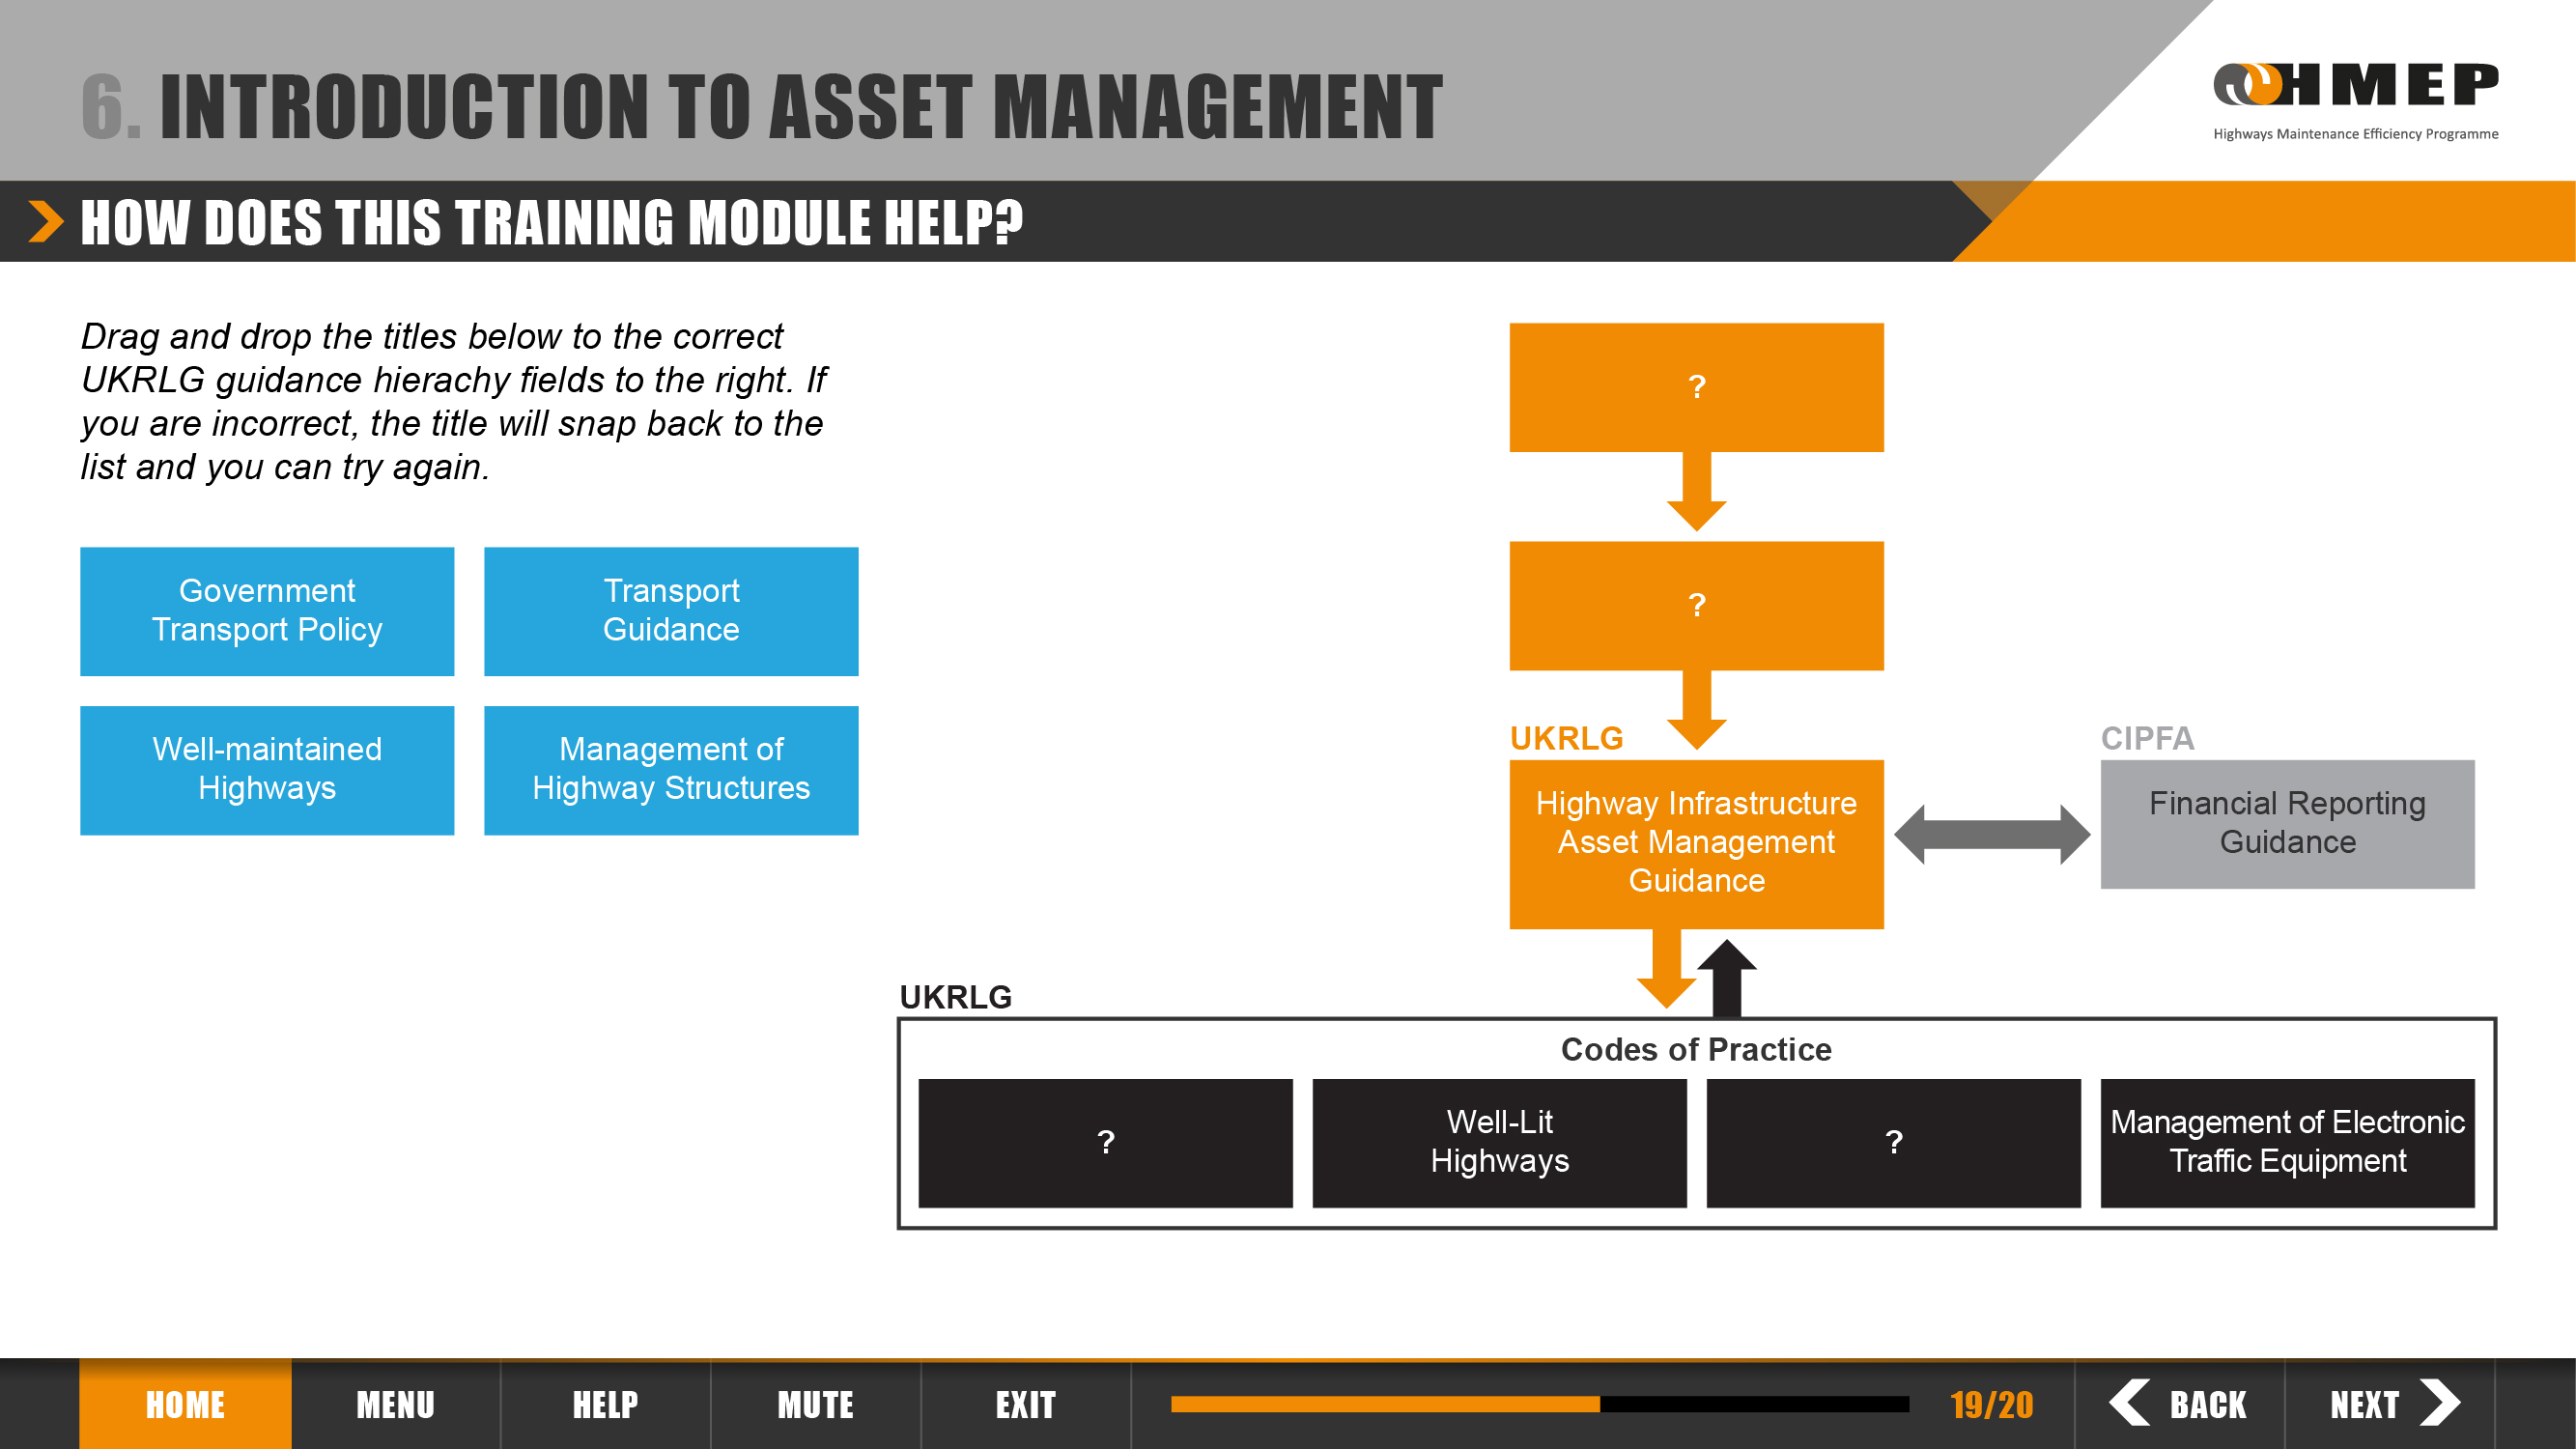 6. INTRODUCTION TO ASSET MANAGEMENT
HMEP
Highways Maintenance Efficiency Programme
HOW DOES THIS TRAINING MODULE HELP?
Drag and drop the titles below to the correct
UKRLG guidance hierachy fields to the right. If
you are incorrect, the title will snap back to the
list and you can try again.
Government
Transport Policy
Transport
Guidance
Well-maintained
Highways
Management of
Highway Structures
?
?
UKRLG
Highway Infrastructure
Asset Management
Guidance
CIPFA
Financial Reporting
Guidance
UKRLG
Codes of Practice
?
Well-Lit
Highways
?
Management of Electronic
Traffic Equipment
HOME
MENU
HELP
MUTE
EXIT
19/20
BACK
NEXT